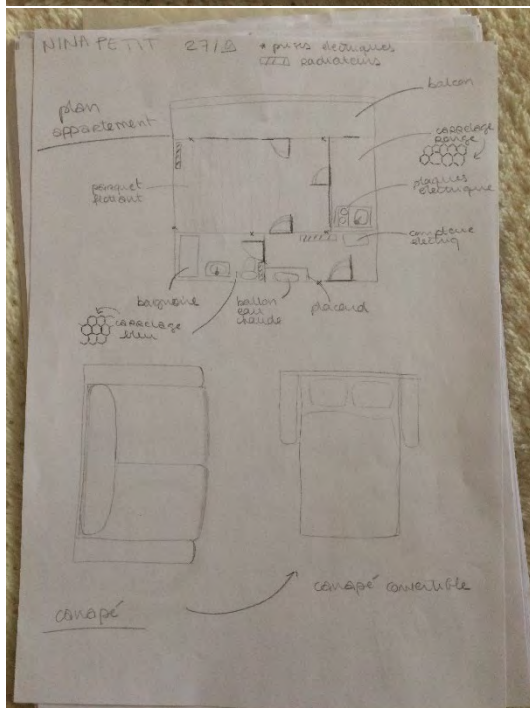 NINA PETIT 27/9 * prises électriques
radiateurs
balcon
plan
appartement
carrelage
rouge
plaques
électrique
parquet
flottant
compteur
électriq
baignoire
ballon
eau
chaude
placard
carrelage
bleu
canapé convertible
canapé